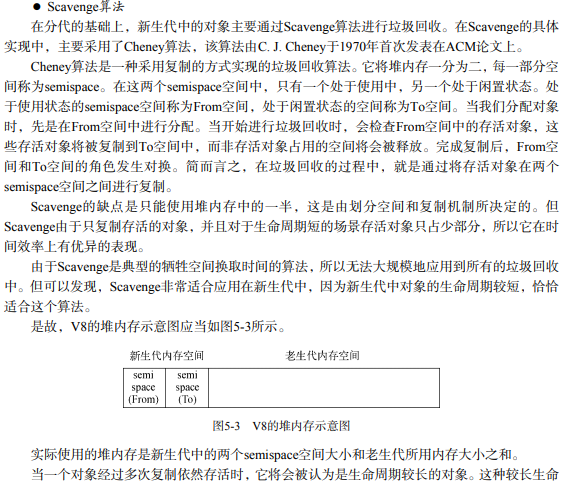 ● Scavenge算法
在分代的基础上，新生代中的对象主要通过Scavenge算法进行垃圾回收。在Scavenge的具体
实现中，主要采用了Cheney算法，该算法由C. J. Cheney于1970年首次发表在ACM论文上。
Cheney算法是一种采用复制的方式实现的垃圾回收算法。它将堆内存一分为二，每一部分空
间称为semispace。在这两个semispace空间中，只有一个处于使用中，另一个处于闲置状态。处
于使用状态的semispace空间称为From空间，处于闲置状态的空间称为To空间。当我们分配对象
时，先是在From空间中进行分配。当开始进行垃圾回收时，会检查From空间中的存活对象，这
些存活对象将被复制到To空间中，而非存活对象占用的空间将会被释放。完成复制后，From空
间和To空间的角色发生对换。简而言之，在垃圾回收的过程中，就是通过将存活对象在两个
semispace空间之间进行复制。
Scavenge的缺点是只能使用堆内存中的一半，这是由划分空间和复制机制所决定的。但
Scavenge由于只复制存活的对象，并且对于生命周期短的场景存活对象只占少部分，所以它在时
间效率上有优异的表现。
由于Scavenge是典型的牺牲空间换取时间的算法，所以无法大规模地应用到所有的垃圾回收
中。但可以发现，Scavenge非常适合应用在新生代中，因为新生代中对象的生命周期较短，恰恰
适合这个算法。
是故，V8的堆内存示意图应当如图5-3所示。
新生代内存空间 老生代内存空间
semi space (From)
semi space (To)
图5-3 V8的堆内存示意图
实际使用的堆内存是新生代中的两个semispace空间大小和老生代所用内存大小之和。
当一个对象经过多次复制依然存活时，它将会被认为是生命周期较长的对象。这种较长生命